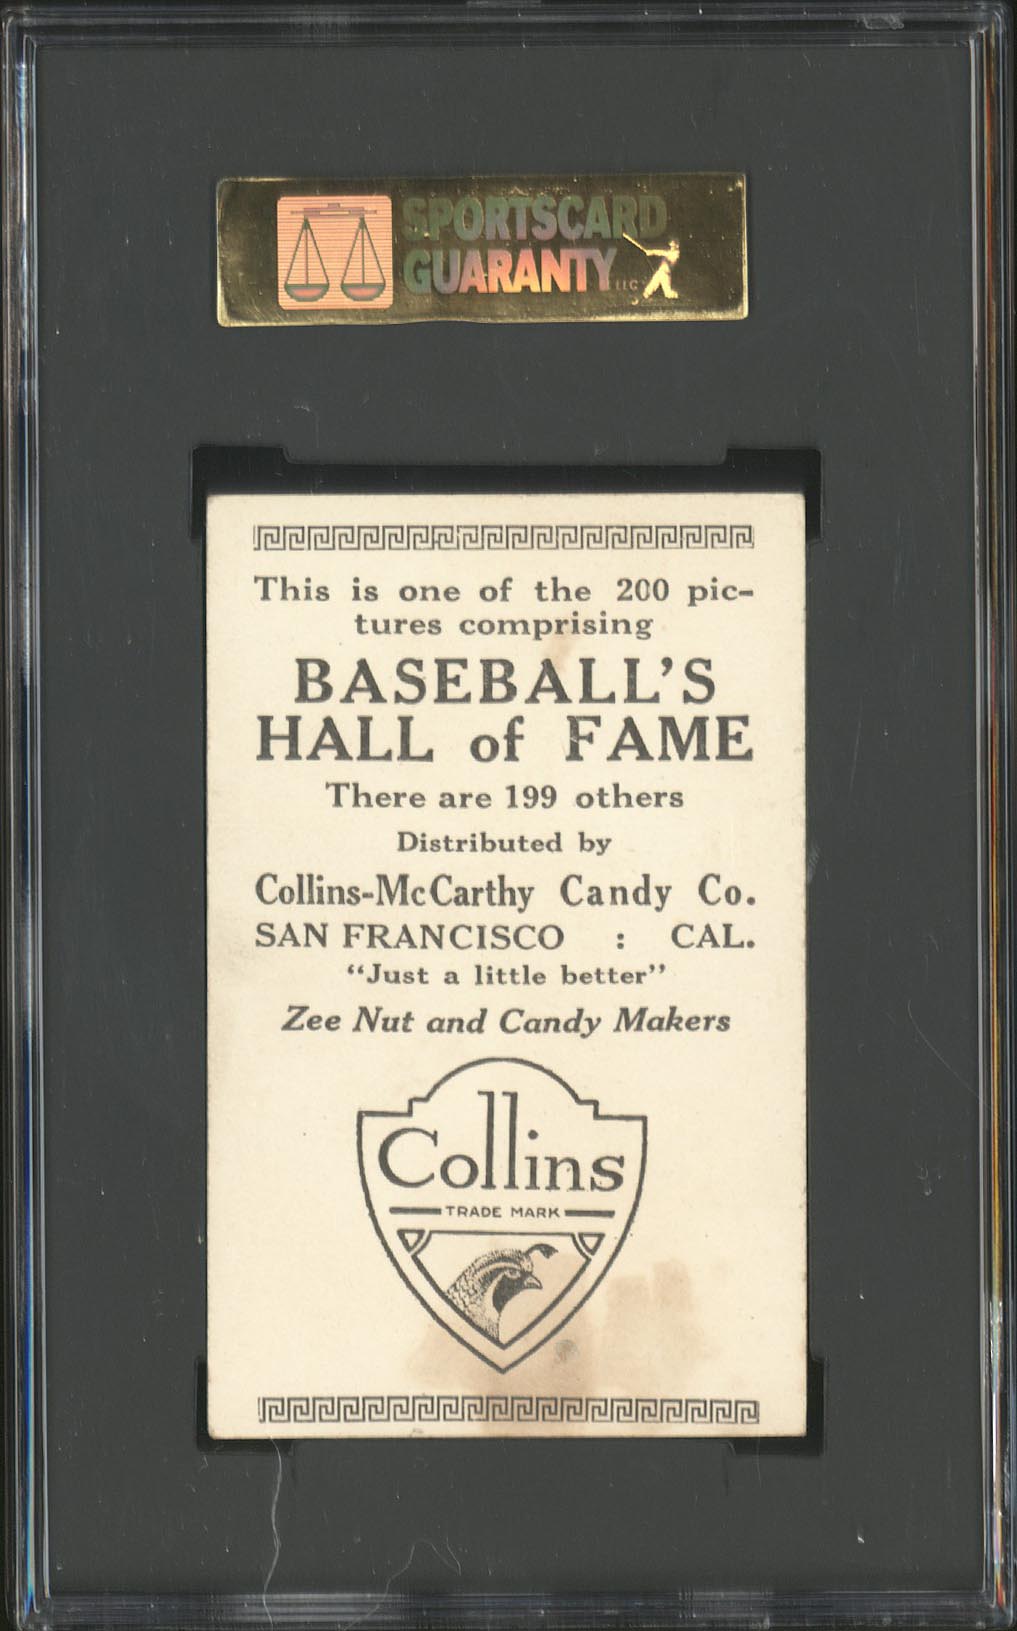 SPORTSCARD
GUARANTY LLC
This is one of the 200 pic-
tures comprising
BASEBALL'S
HALL of FAME
There are 199 others
Distributed by
Collins-McCarthy Candy Co.
SAN FRANCISCO : CAL.
"Just a little better"
Zee Nut and Candy Makers
Collins
TRADE MARK